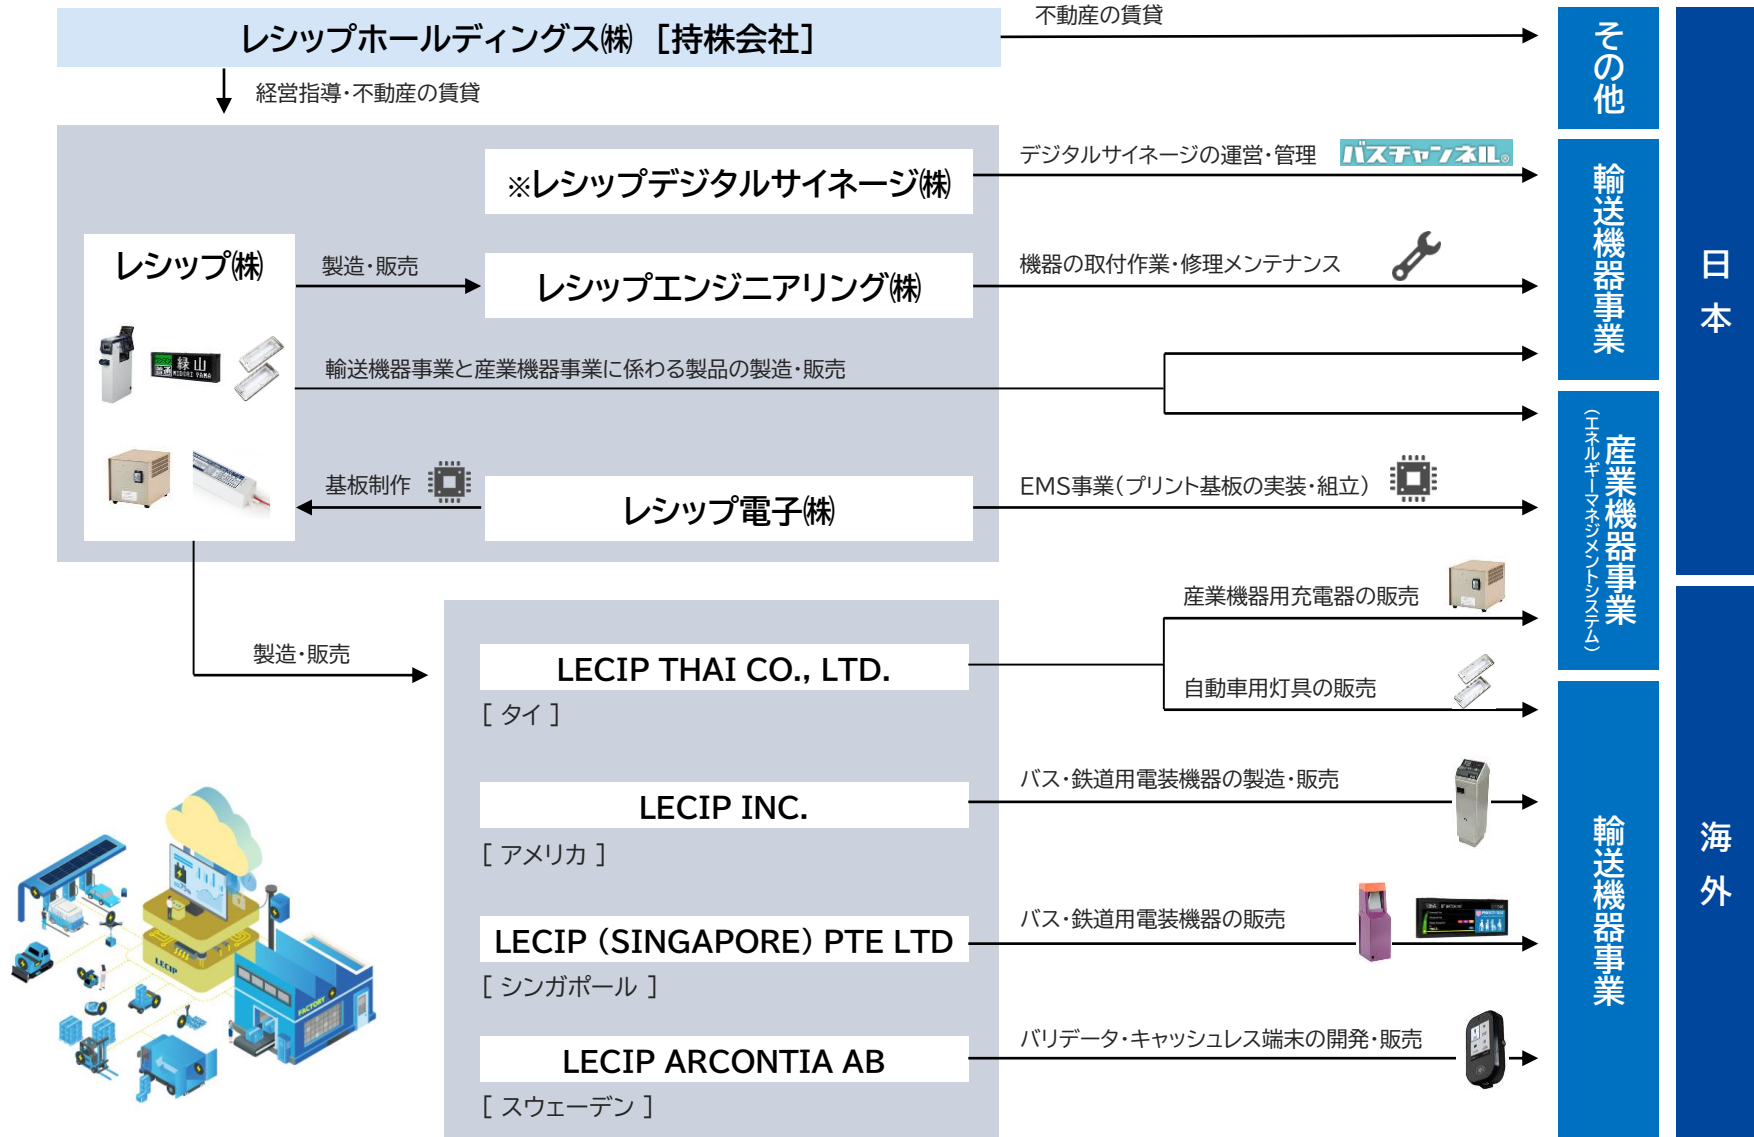 レシップホールディングス㈱ [持株会社]
不動産の賃貸
その他
経営指導・不動産の賃貸
※レシップデジタルサイネージ㈱
デジタルサイネージの運営・管理
バスチャンネル®
輸送機器事業
日本
レシップ㈱
製造・販売
レシップエンジニアリング㈱
機器の取付作業・修理メンテナンス
緑山
MIDORI YAMA
輸送機器事業と産業機器事業に係わる製品の製造・販売
産業機器事業
(エネルギーマネジメントシステム)
基板制作
レシップ電子㈱
EMS事業(プリント基板の実装・組立)
産業機器用充電器の販売
製造・販売
LECIP THAI CO., LTD.
[ タイ ]
自動車用灯具の販売
LECIP INC.
[ アメリカ ]
バス・鉄道用電装機器の製造・販売
輸送機器事業
海外
LECIP (SINGAPORE) PTE LTD
[ シンガポール ]
バス・鉄道用電装機器の販売
LECIP ARCONTIA AB
[ スウェーデン ]
バリデータ・キャッシュレス端末の開発・販売
LECIP
FACTORY